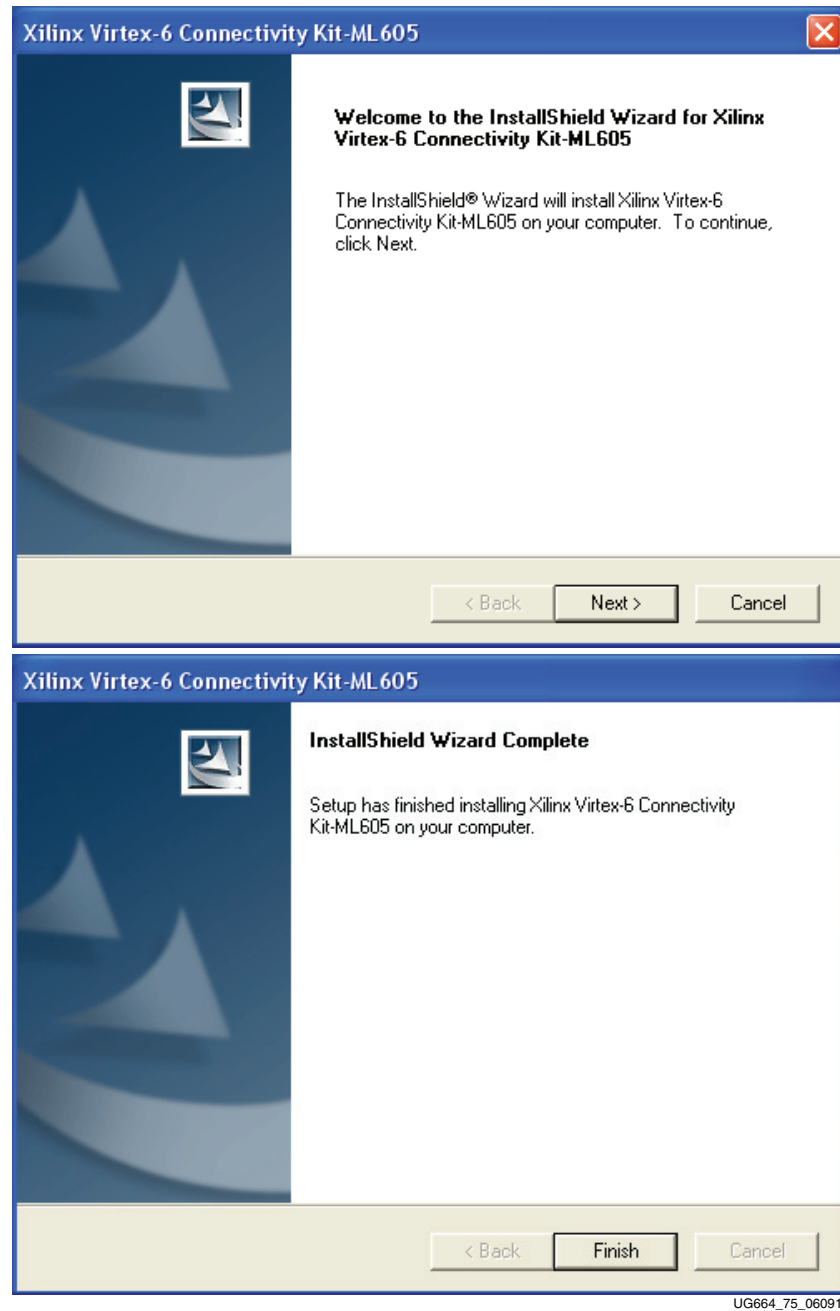 Xilinx Virtex-6 Connectivity Kit-ML605
Welcome to the InstallShield Wizard for Xilinx
Virtex-6 Connectivity Kit-ML605
The InstallShield® Wizard will install Xilinx Virtex-6
Connectivity Kit-ML605 on your computer. To continue,
click Next.
< Back Next > Cancel
Xilinx Virtex-6 Connectivity Kit-ML605
InstallShield Wizard Complete
Setup has finished installing Xilinx Virtex-6 Connectivity
Kit-ML605 on your computer.
< Back Finish Cancel
UG664_75_06091